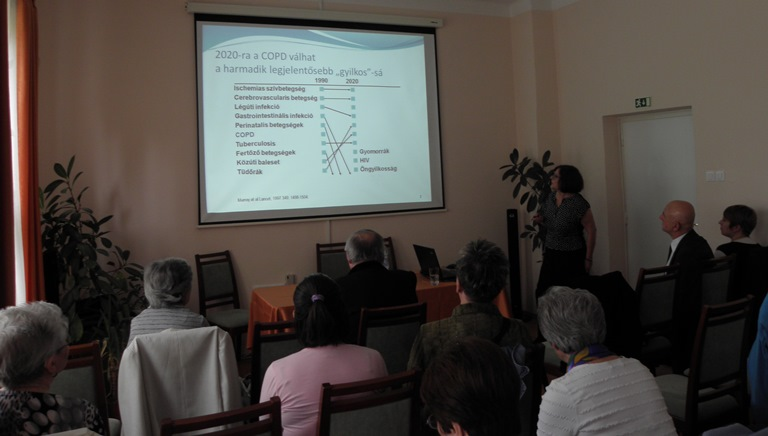 2020-ra a COPD válhat
a harmadik legjelentősebb „gyilkos"-sá
1990 2020
Ischemias szívbetegség
Cerebrovascularis betegség
Légúti infekció
Gastrointestinális infekció
Perinatalis betegségek
COPD
Tuberculosis
Fertőző betegségek
Közúti baleset
Tüdőrák
Gyomorrák
HIV
Öngyilkosság
Murray et al Lancet. 1997